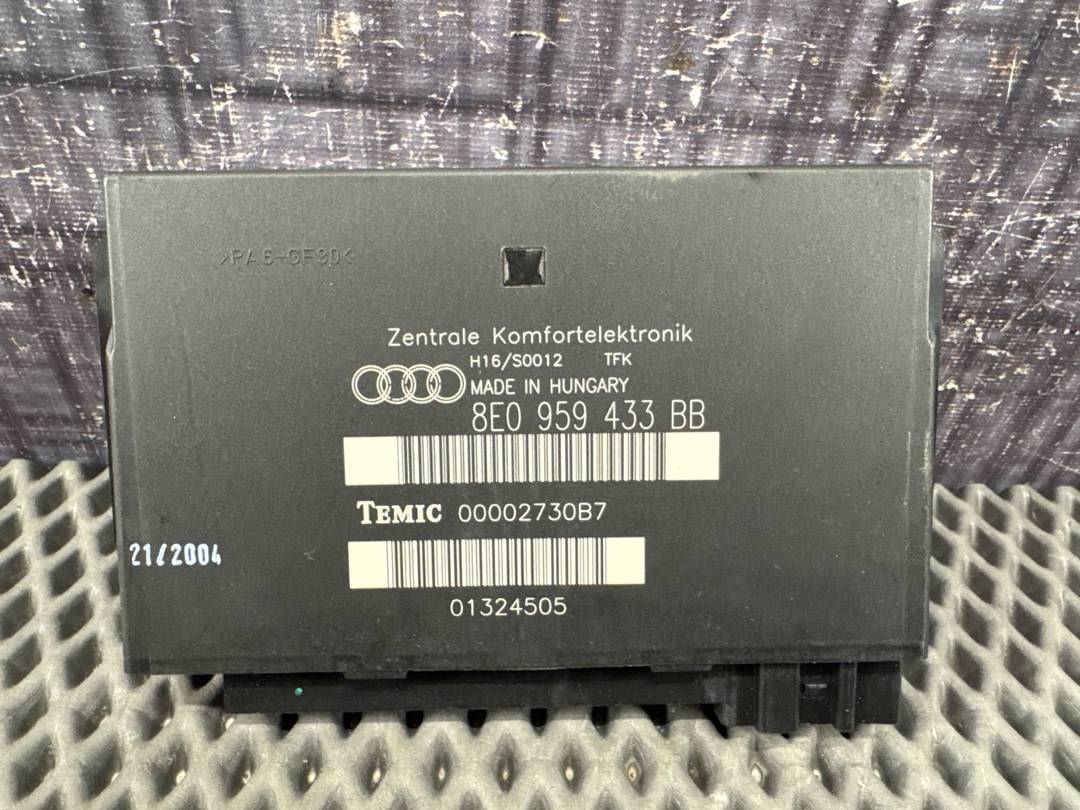 >PA6-GF30<
Zentrale Komfortelektronik
H16/S0012 TFK
MADE IN HUNGARY
8E0 959 433 BB
TEMIC 00002730B7
21/2004
01324505